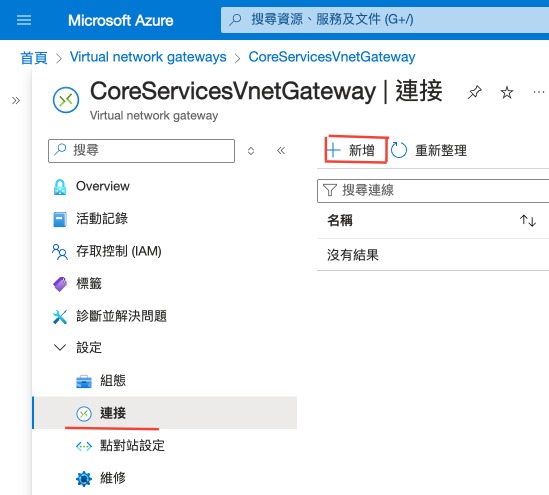 Microsoft Azure
搜尋資源、服務及文件 (G+/)
首頁 > Virtual network gateways > CoreServicesVnetGateway
CoreServicesVnetGateway | 連接
Virtual network gateway
搜尋
新增
重新整理
Overview
活動記錄
存取控制 (IAM)
標籤
診斷並解決問題
設定
組態
連接
點對站設定
維修
搜尋連線
名稱
沒有結果